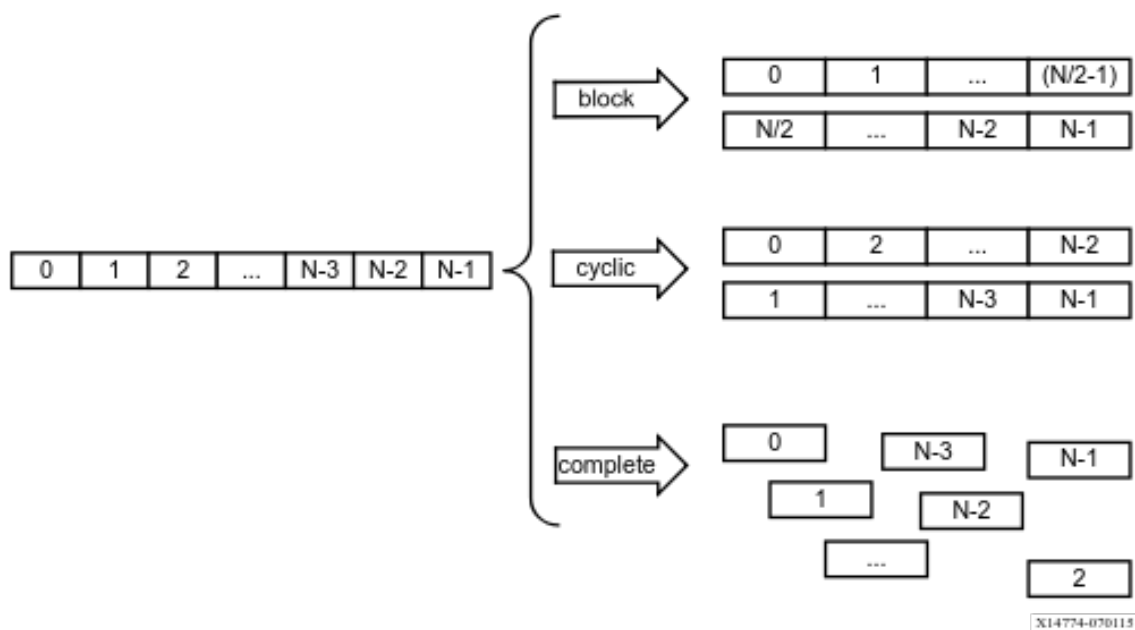 0 1 ... (N/2-1)
block
N/2 ... N-2 N-1
0 2 ... N-2
0 1 2 ... N-3 N-2 N-1
cyclic
1 ... N-3 N-1
0 N-3 N-1
complete
1 N-2
...
2
X14774-070115